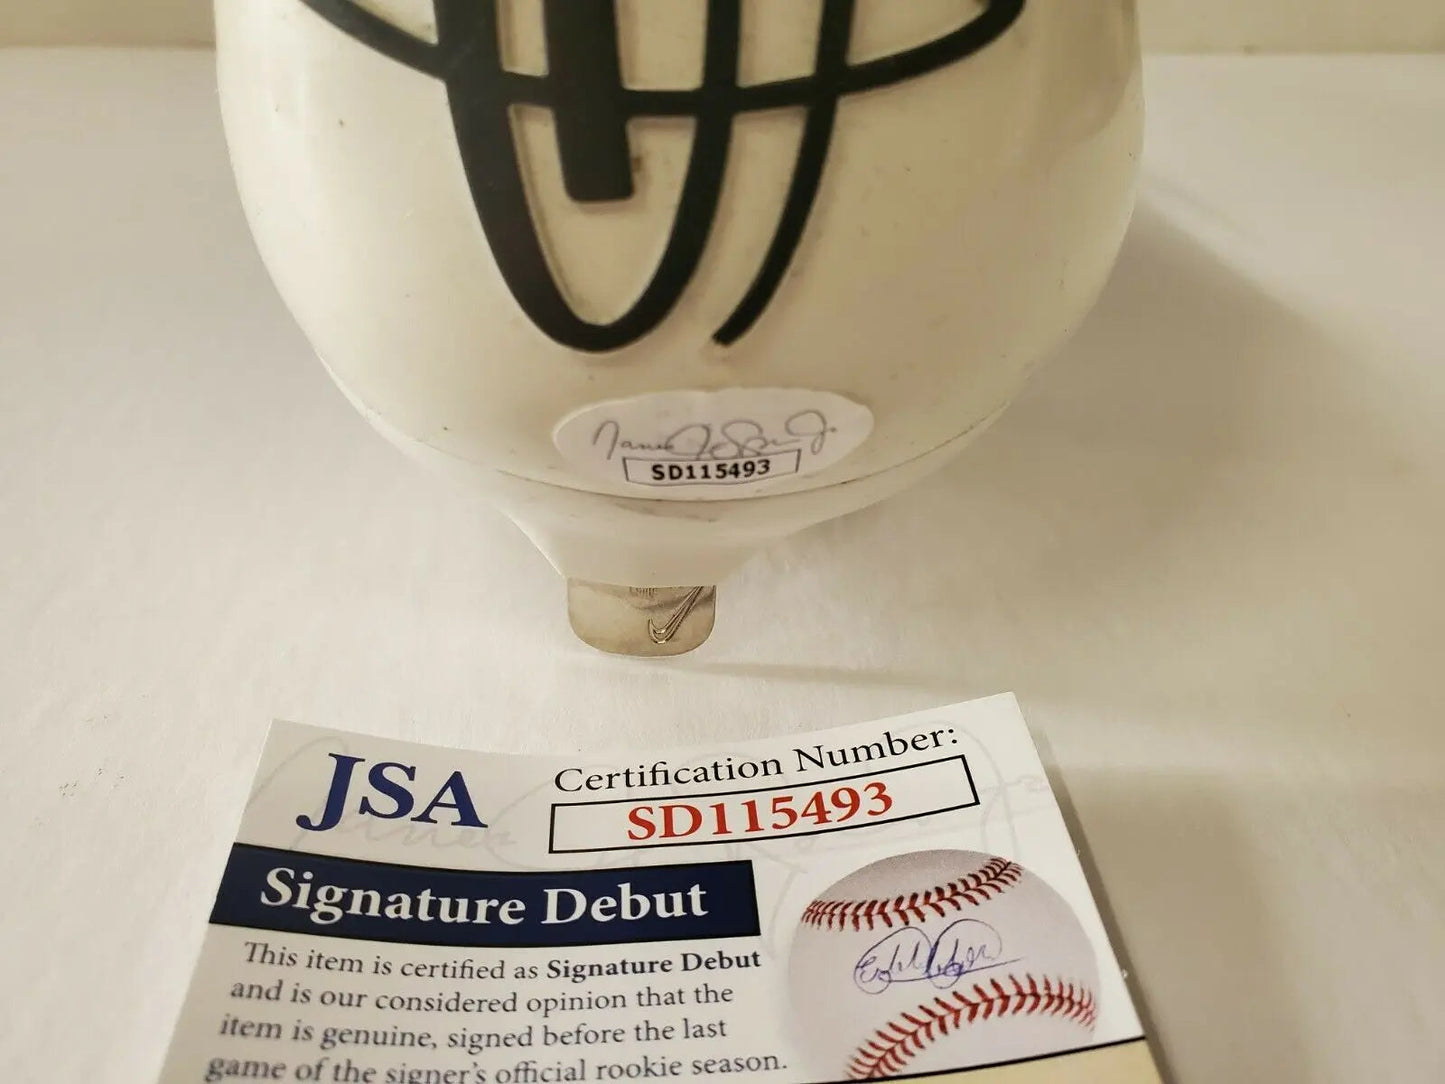 SD115493
JSA
Certification Number:
SD115493
Signature Debut
This item is certified as Signature Debut
and is our considered opinion that the
item is genuine, signed before the last
game of the signer's official rookie season.